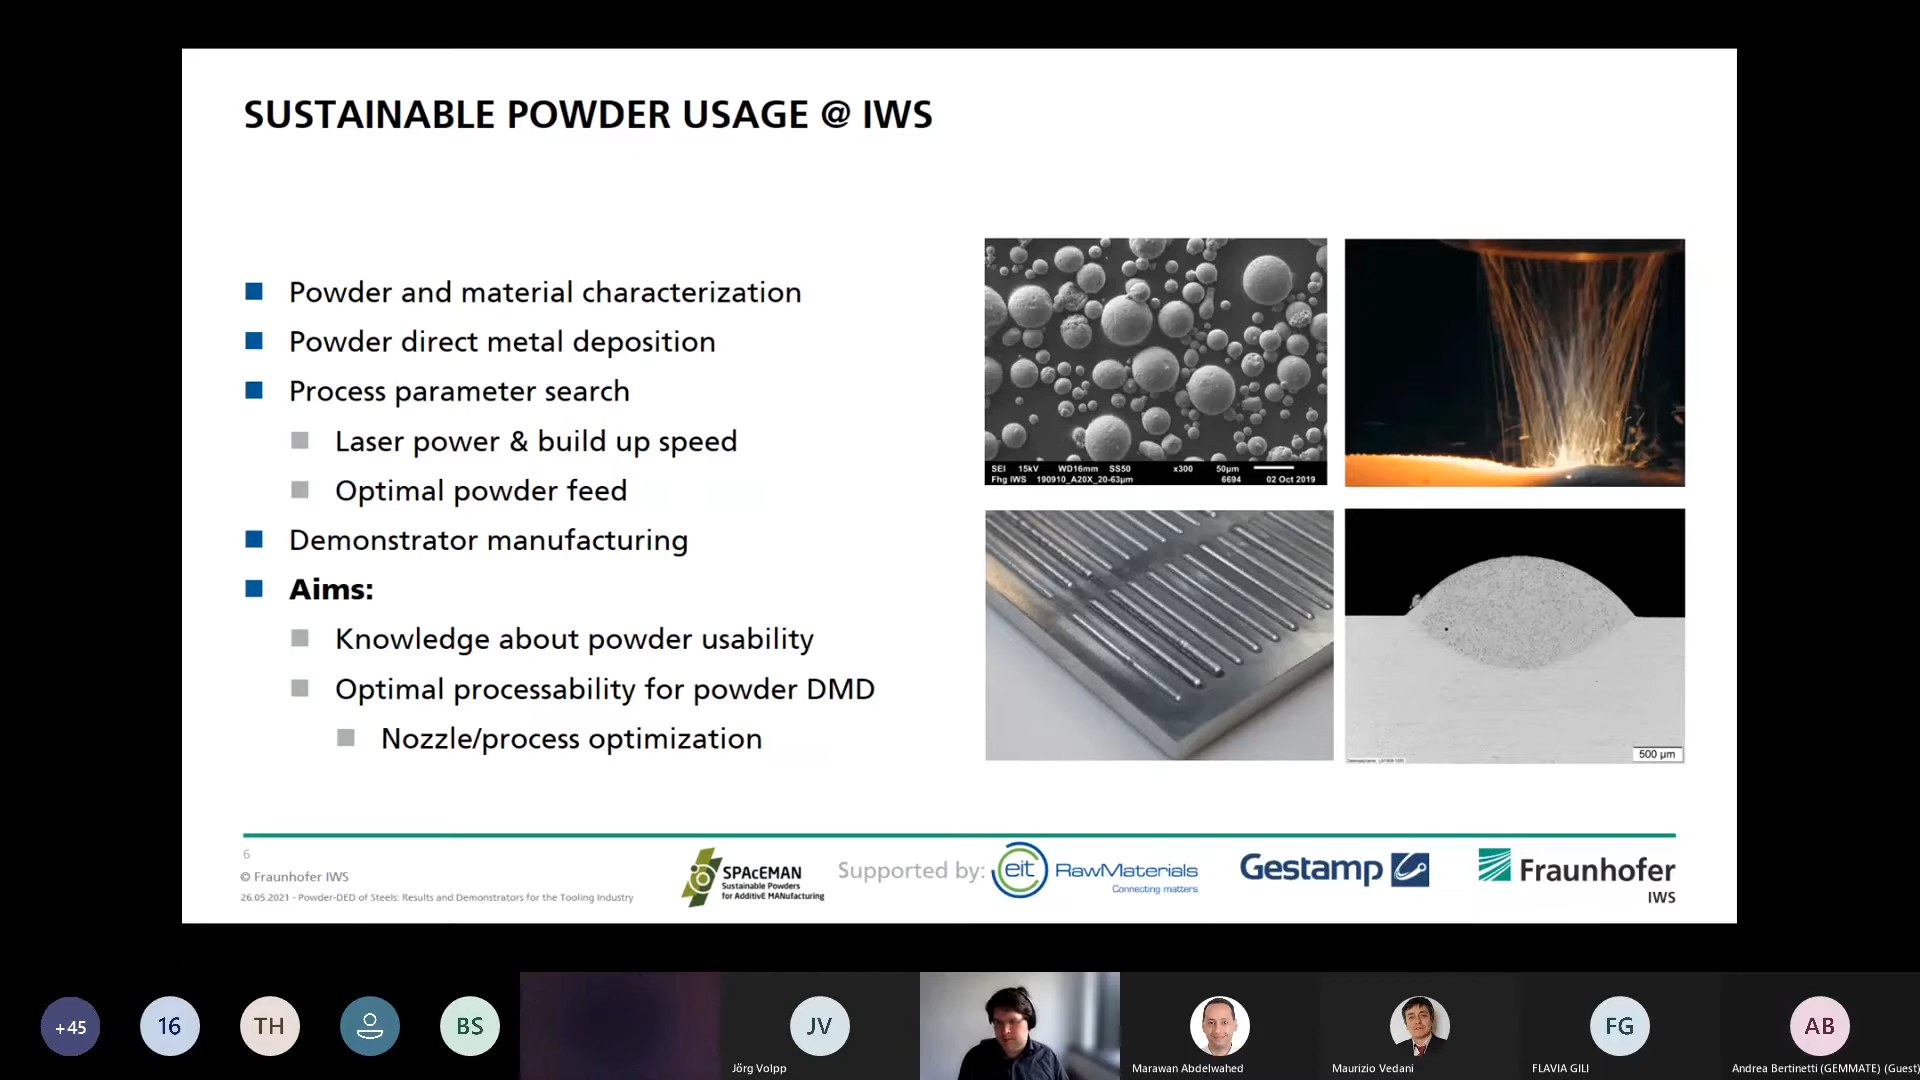 SUSTAINABLE POWDER USAGE @ IWS
Powder and material characterization
Powder direct metal deposition
Process parameter search
Laser power & build up speed
Optimal powder feed
Demonstrator manufacturing
Aims:
Knowledge about powder usability
Optimal processability for powder DMD
Nozzle/process optimization
SEI 15kV WD16mm SS50 x300 50µm
Fhg IWS 190910_A20X_20-63µm 6694 02 Oct 2019
500 µm
6
© Fraunhofer IWS
26.05.2021 - Powder-DED of Steels: Results and Demonstrators for the Tooling Industry
SPAcEMAN
Sustainable Powders
for AdditivE MANufacturing
Supported by:
eit RawMaterials
Connecting matters
Gestamp
Fraunhofer
IWS
+45
16
TH
BS
JV
Jörg Volpp
Marawan Abdelwahed
Maurizio Vedani
FG
FLAVIA GILI
AB
Andrea Bertinetti (GEMMATE) (Guest)